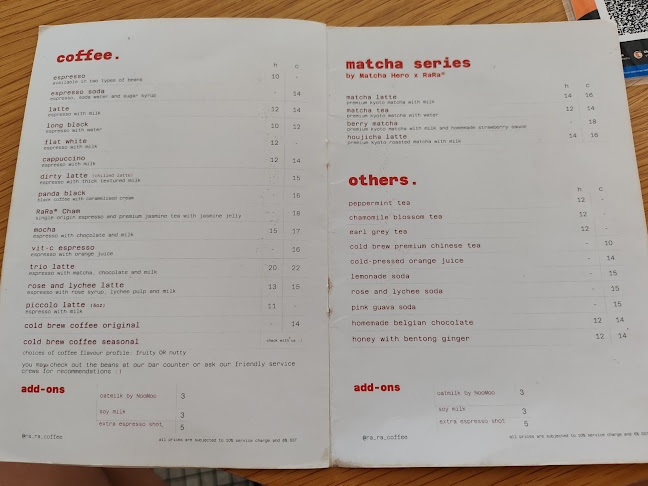 coffee.
h c
espresso 10 -
available in two types of beans
espresso soda - 14
espresso, soda water and sugar syrup
latte 12 14
espresso with milk
long black 10 12
espresso with water
flat white 12 -
espresso with milk
cappuccino 12 14
espresso with milk
dirty latte (chilled latte) - 15
espresso with thick textured milk
panda black - 16
black coffee with caramelised cream
RaRa® Cham - 18
single origin espresso and premium jasmine tea with jasmine jelly
mocha 15 17
espresso with chocolate and milk
vit-c espresso - 16
espresso with orange juice
trio latte 20 22
espresso with matcha, chocolate and milk
rose and lychee latte 13 15
espresso with rose syrup, lychee pulp and milk
piccolo latte (5oz) 11 -
espresso with milk
cold brew coffee original - 14
cold brew coffee seasonal check with us :)
choices of coffee flavour profile: fruity OR nutty
you may check out the beans at our bar counter or ask our friendly service
crews for recommendations :)
add-ons
oatmilk by NooMoo 3
soy milk 3
extra espresso shot 5
@ra_ra_coffee
all prices are subjected to 10% service charge and 6% SST
matcha series
by Matcha Hero x RaRa®
h c
matcha latte 14 16
premium kyoto matcha with milk
matcha tea 12 14
premium kyoto matcha with water
berry matcha - 18
premium kyoto matcha with milk and homemade strawberry sauce
houjicha latte 14 16
premium kyoto roasted matcha with milk
others.
h c
peppermint tea 12 -
chamomile blossom tea 12 -
earl grey tea 12 -
cold brew premium chinese tea - 10
cold-pressed orange juice - 14
lemonade soda - 15
rose and lychee soda - 15
pink guava soda - 15
homemade belgian chocolate 12 14
honey with bentong ginger 12 14
add-ons
oatmilk by NooMoo 3
soy milk 3
extra espresso shot 5
@ra_ra_coffee
all prices are subjected to 10% service charge and 6% SST